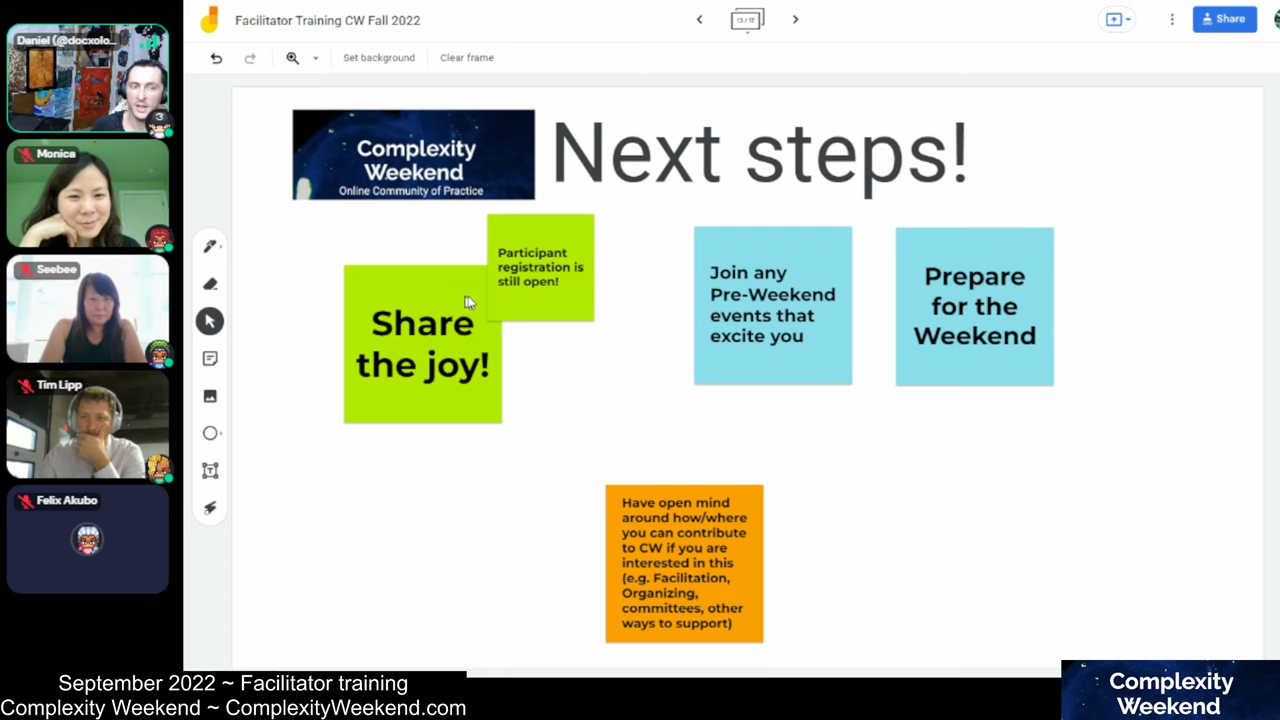 Daniel (@docxolo...
Monica
Seebee
Tim Lipp
Felix Akubo
Facilitator Training CW Fall 2022
13 / 17
Share
Set background
Clear frame
Complexity
Weekend
Online Community of Practice
Next steps!
Participant
registration is
still open!
Share
the joy!
Join any
Pre-Weekend
events that
excite you
Prepare
for the
Weekend
Have open mind
around how/where
you can contribute
to CW if you are
interested in this
(e.g. Facilitation,
Organizing,
committees, other
ways to support)
September 2022 ~ Facilitator training
Complexity Weekend ~ ComplexityWeekend.com
Complexity
Weekend